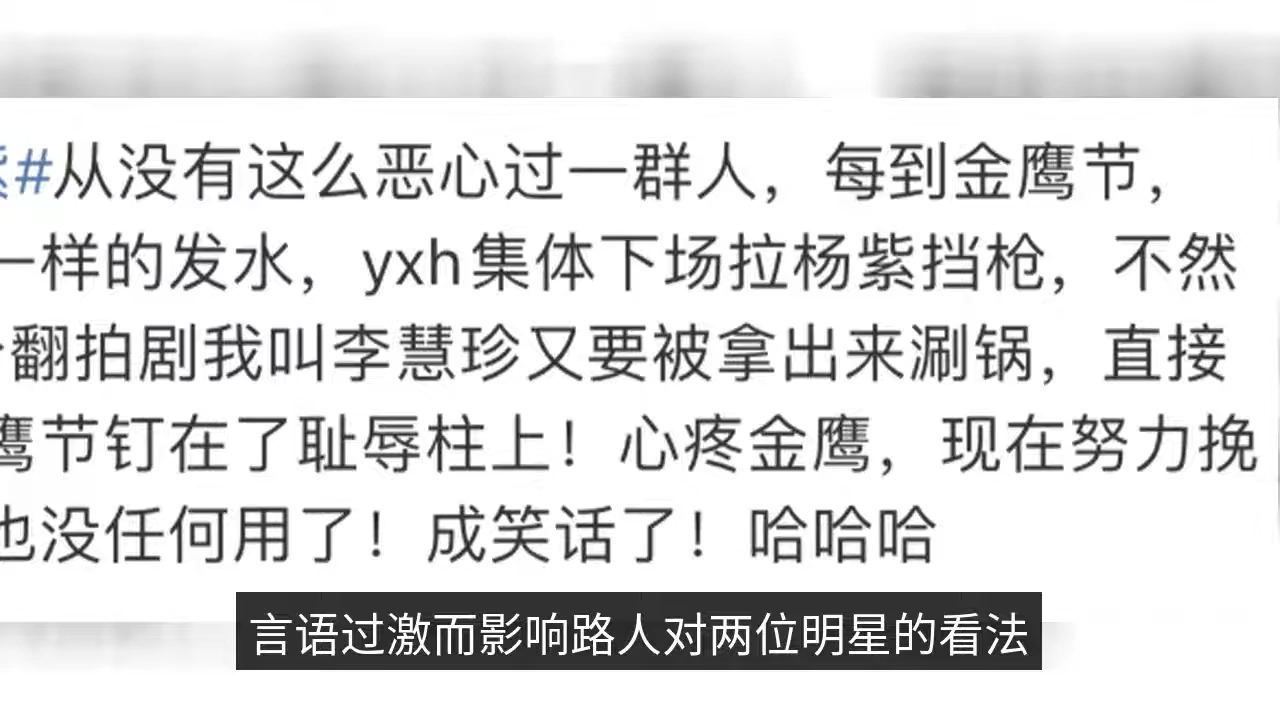 #从没有这么恶心过一群人，每到金鹰节，
一样的发水，yxh集体下场拉杨紫挡枪，不然
翻拍剧我叫李慧珍又要被拿出来涮锅，直接
鹰节钉在了耻辱柱上！心疼金鹰，现在努力挽
也没任何用了！成笑话了！哈哈哈
言语过激而影响路人对两位明星的看法